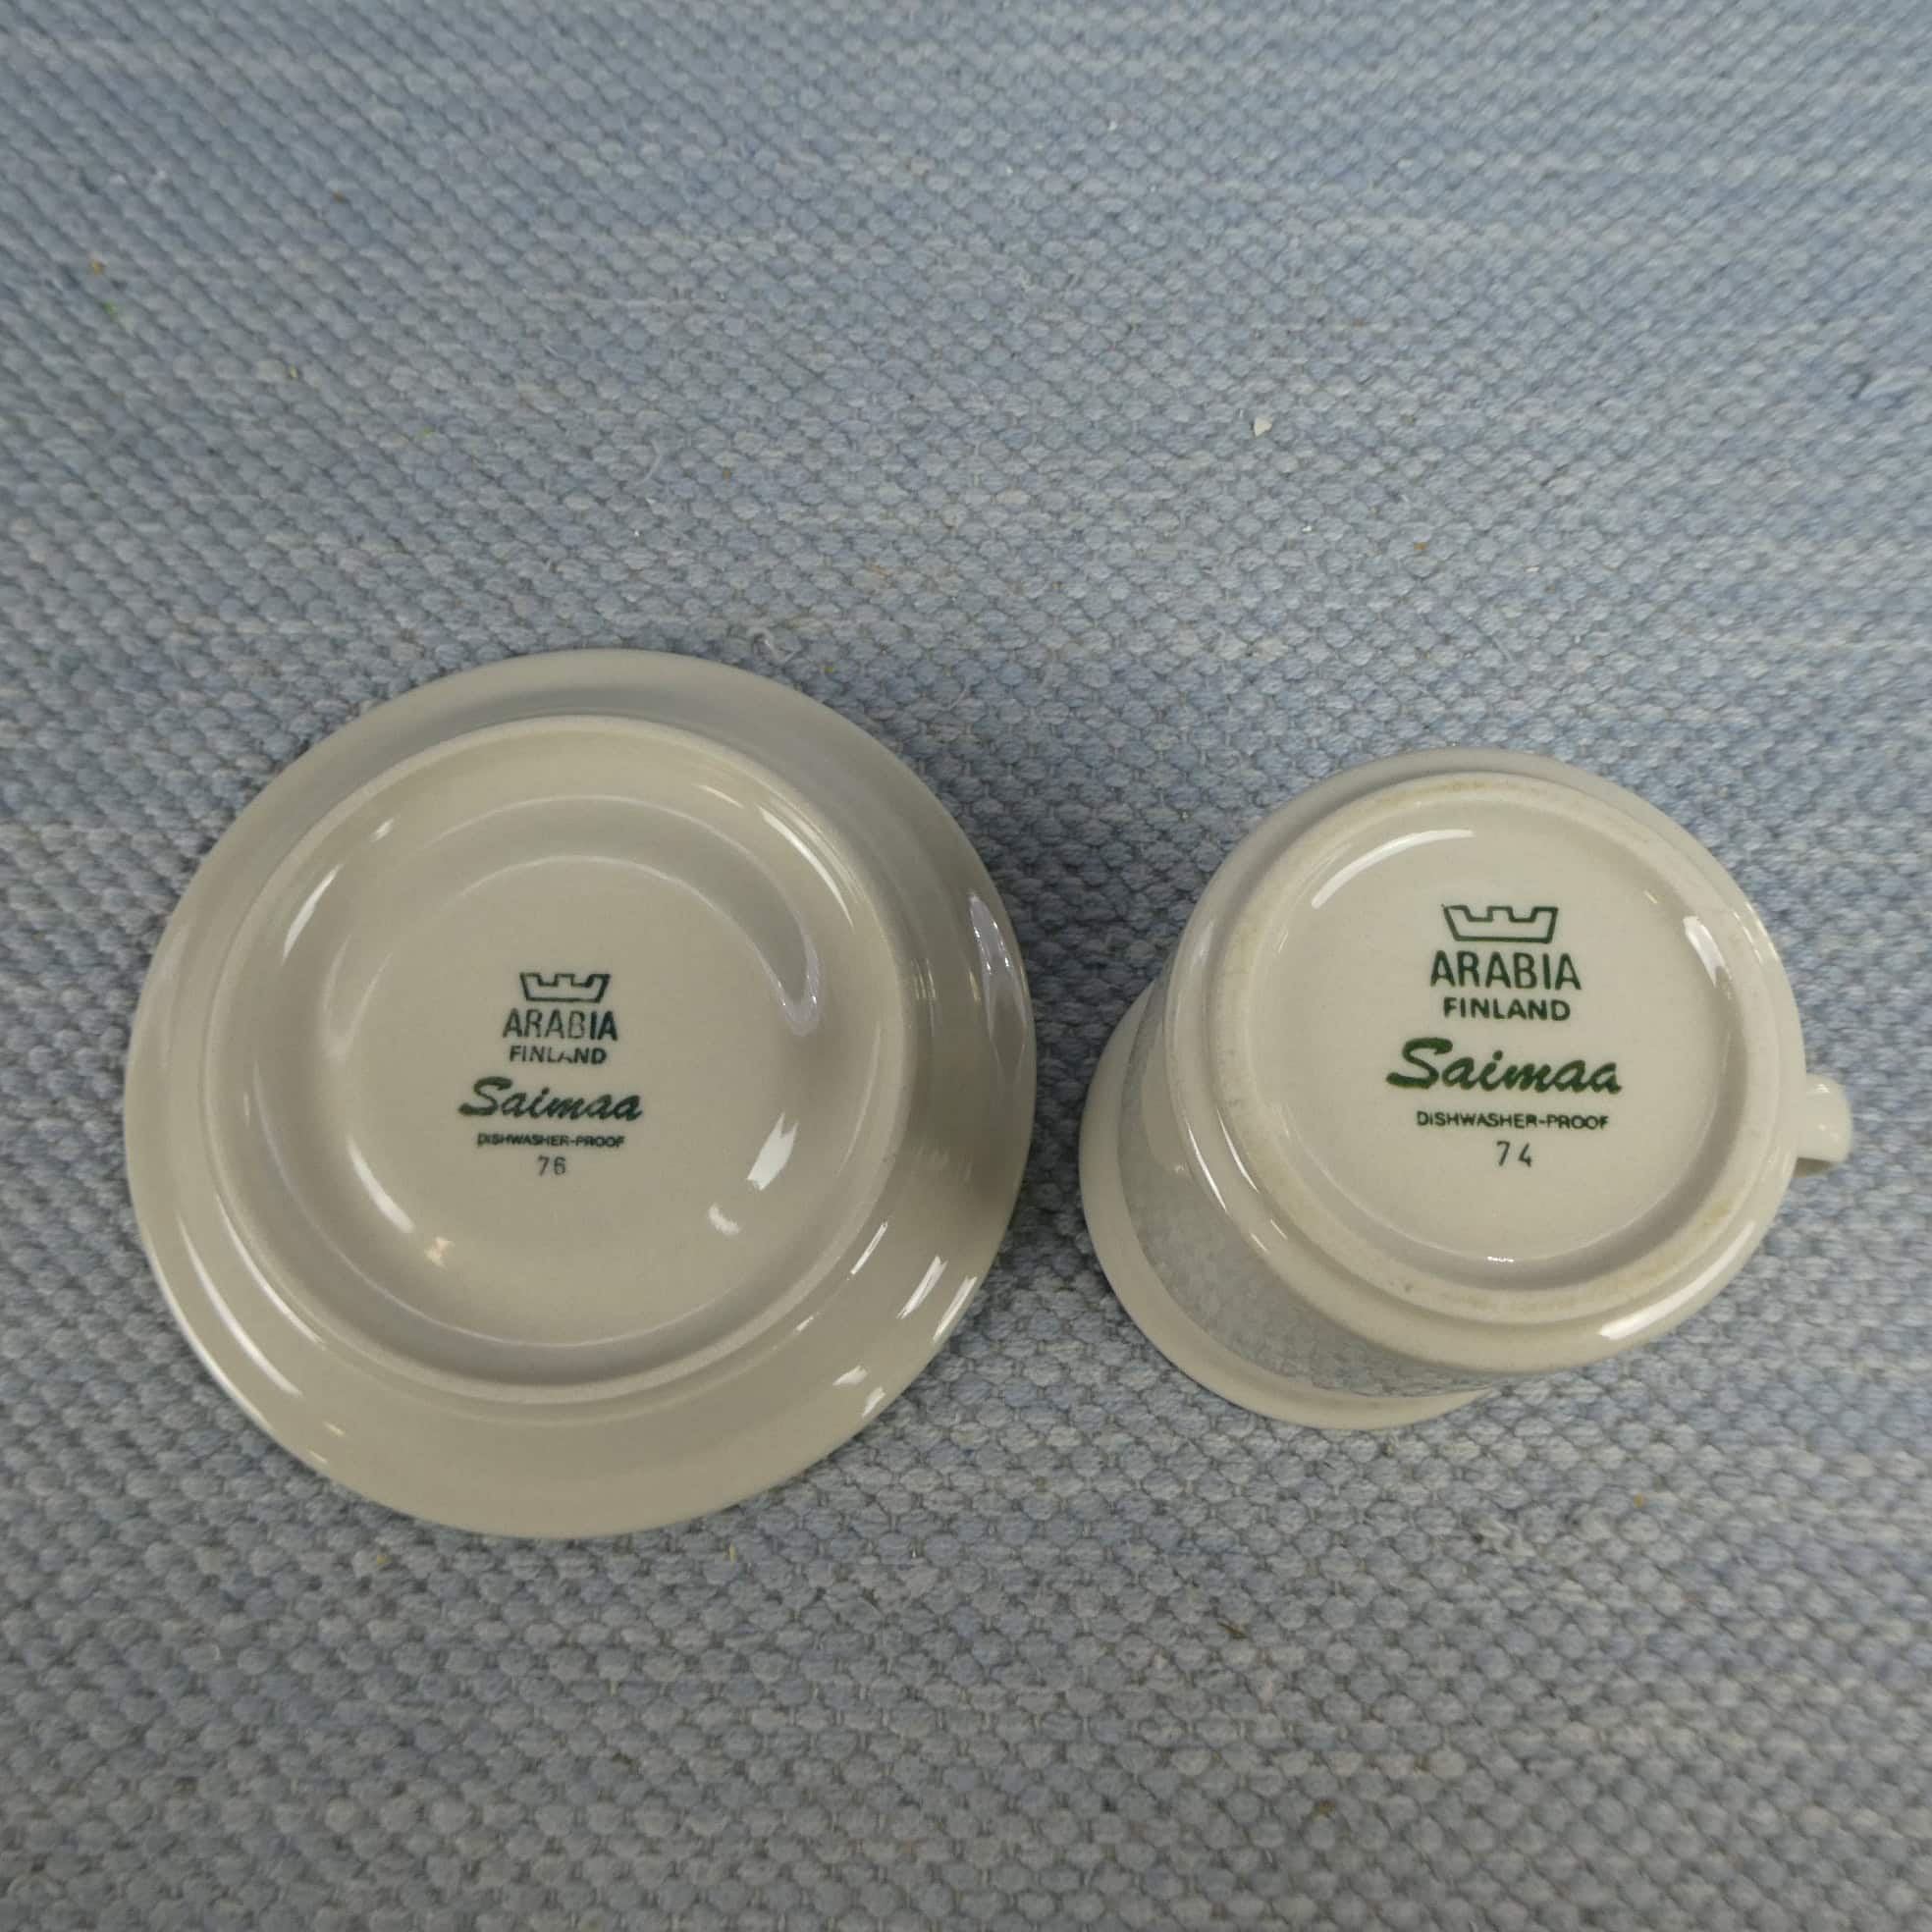 ARABIA
FINLAND
Saimaa
DISHWASHER-PROOF
76
ARABIA
FINLAND
Saimaa
DISHWASHER-PROOF
74